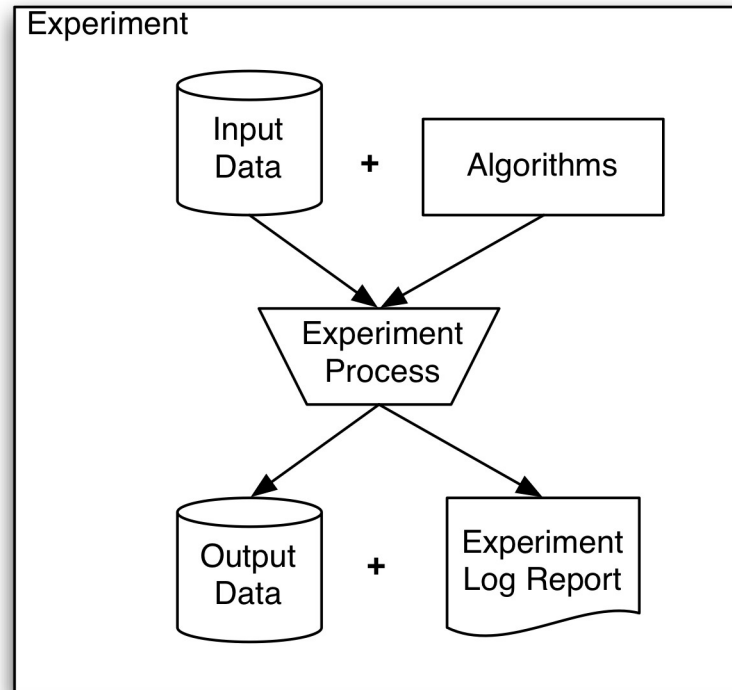 Experiment
Input
Data
+
Algorithms
Experiment
Process
Output
Data
+
Experiment
Log Report